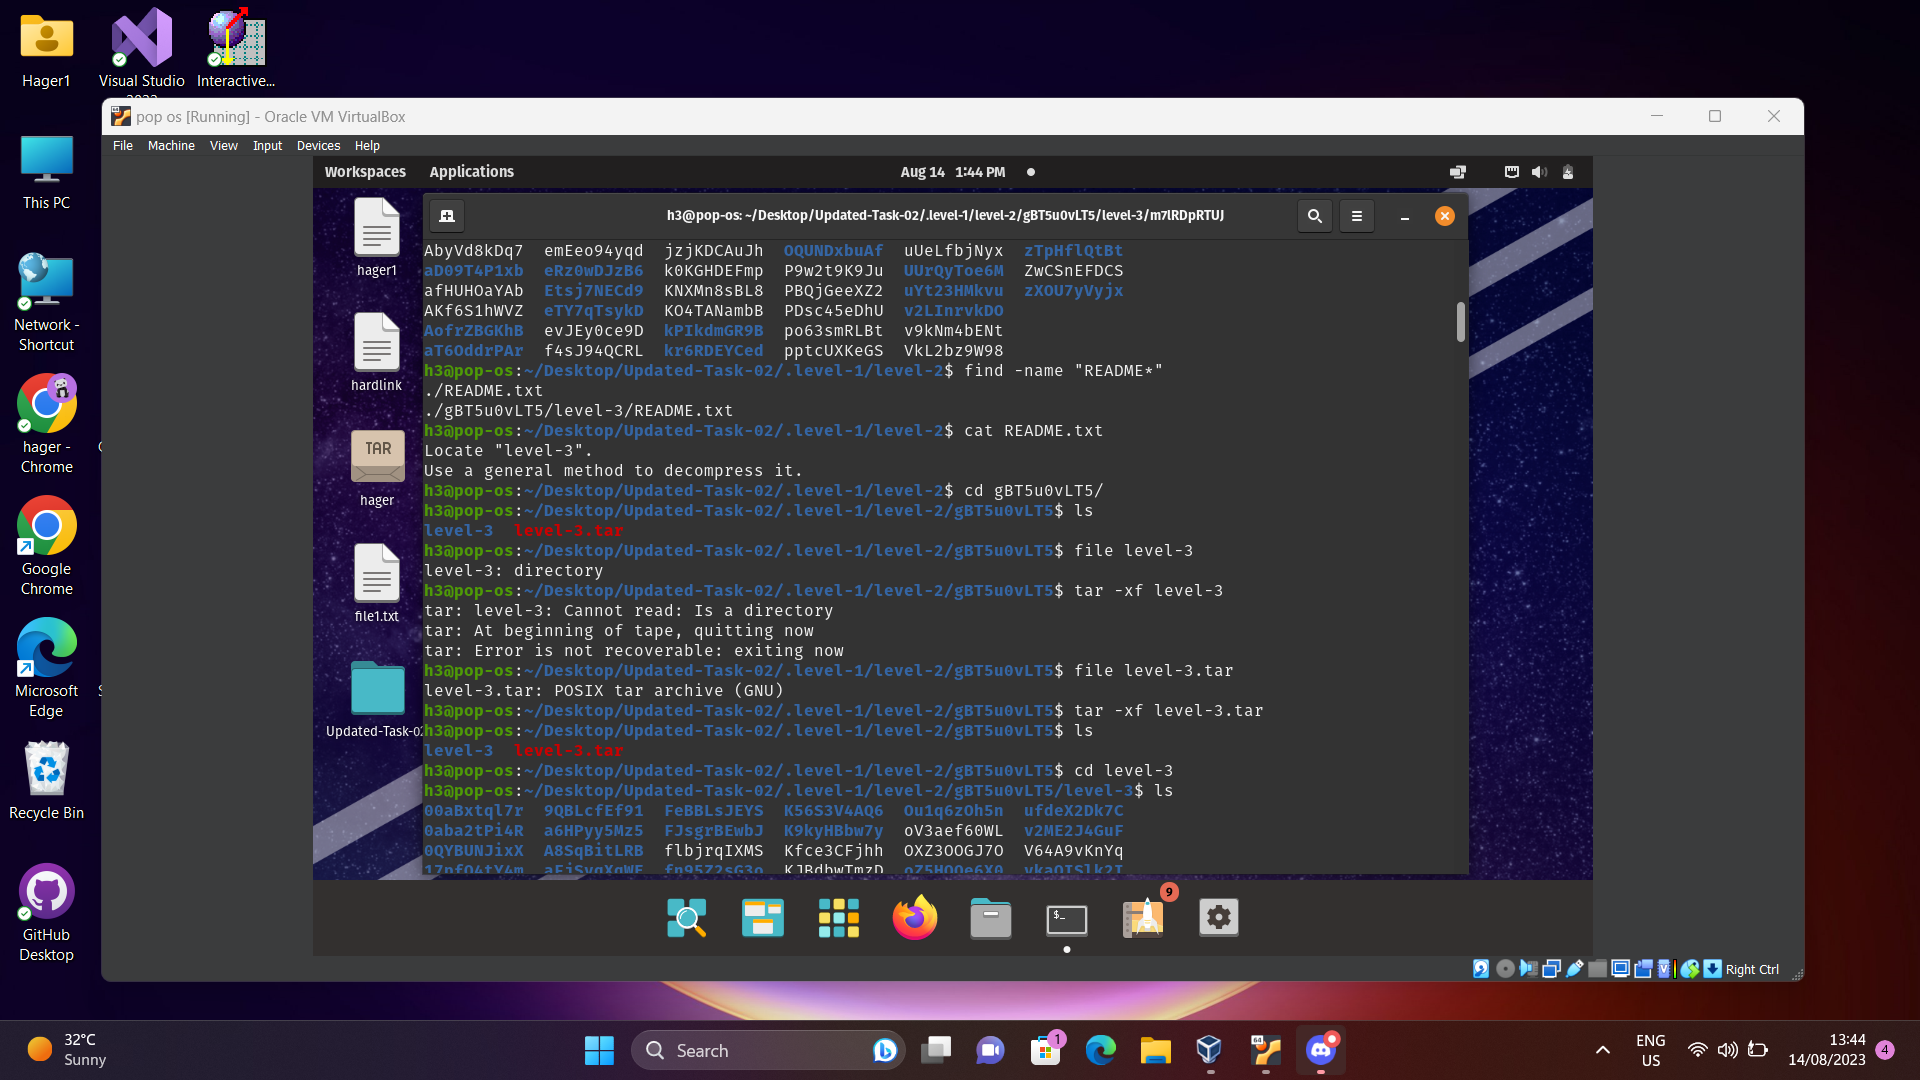 Hager1
Visual Studio
Interactive...
This PC
Network -
Shortcut
hager -
Chrome
Google
Chrome
Microsoft
Edge
Recycle Bin
GitHub
Desktop
pop os [Running] - Oracle VM VirtualBox
File Machine View Input Devices Help
Workspaces Applications Aug 14 1:44 PM
hager1
hardlink
TAR
hager
file1.txt
Updated-Task-02
h3@pop-os: ~/Desktop/Updated-Task-02/.level-1/level-2/gBT5u0vLT5/level-3/m7lRDpRTUJ
AbyVd8kDq7 emEeo94yqd jzjKDCAuJh OQUNDxbuAf uUeLfbjNyx zTpHflQtBt
aD09T4P1xb eRz0wDJzB6 k0KGHDEFmp P9w2t9K9Ju UUrQyToe6M ZwCSnEFDCS
afHUHOaYAb Etsj7NECd9 KNXMn8sBL8 PBQjGeeXZ2 uYt23HMkvu zXOU7yVyjx
AKf6S1hWVZ eTY7qTsykD KO4TANambB PDsc45eDhU v2LInrvkDO
AofrZBGKhB evJEy0ce9D kPIkdmGR9B po63smRLBt v9kNm4bENt
aT6OddrPAr f4sJ94QCRL kr6RDEYCed pptcUXKeGS VkL2bz9W98
h3@pop-os:~/Desktop/Updated-Task-02/.level-1/level-2$ find -name "README*"
./README.txt
./gBT5u0vLT5/level-3/README.txt
h3@pop-os:~/Desktop/Updated-Task-02/.level-1/level-2$ cat README.txt
Locate "level-3".
Use a general method to decompress it.
h3@pop-os:~/Desktop/Updated-Task-02/.level-1/level-2$ cd gBT5u0vLT5/
h3@pop-os:~/Desktop/Updated-Task-02/.level-1/level-2/gBT5u0vLT5$ ls
level-3 level-3.tar
h3@pop-os:~/Desktop/Updated-Task-02/.level-1/level-2/gBT5u0vLT5$ file level-3
level-3: directory
h3@pop-os:~/Desktop/Updated-Task-02/.level-1/level-2/gBT5u0vLT5$ tar -xf level-3
tar: level-3: Cannot read: Is a directory
tar: At beginning of tape, quitting now
tar: Error is not recoverable: exiting now
h3@pop-os:~/Desktop/Updated-Task-02/.level-1/level-2/gBT5u0vLT5$ file level-3.tar
level-3.tar: POSIX tar archive (GNU)
h3@pop-os:~/Desktop/Updated-Task-02/.level-1/level-2/gBT5u0vLT5$ tar -xf level-3.tar
h3@pop-os:~/Desktop/Updated-Task-02/.level-1/level-2/gBT5u0vLT5$ ls
level-3 level-3.tar
h3@pop-os:~/Desktop/Updated-Task-02/.level-1/level-2/gBT5u0vLT5$ cd level-3
h3@pop-os:~/Desktop/Updated-Task-02/.level-1/level-2/gBT5u0vLT5/level-3$ ls
00aBxtql7r 9QBLcfEf91 FeBBLsJEYS K56S3V4AQ6 Ou1q6zOh5n ufdeX2Dk7C
0aba2tPi4R a6HPyy5Mz5 FJsgrBEwbJ K9kyHBbw7y oV3aef60WL v2ME2J4GuF
0QYBUNJixX A8SqBitLRB flbjrqIXMS Kfce3CFjhh OXZ3OOGJ7O V64A9vKnYq
9
Right Ctrl
32°C
Sunny
Search
1
64
ENG
US
13:44
14/08/2023
4